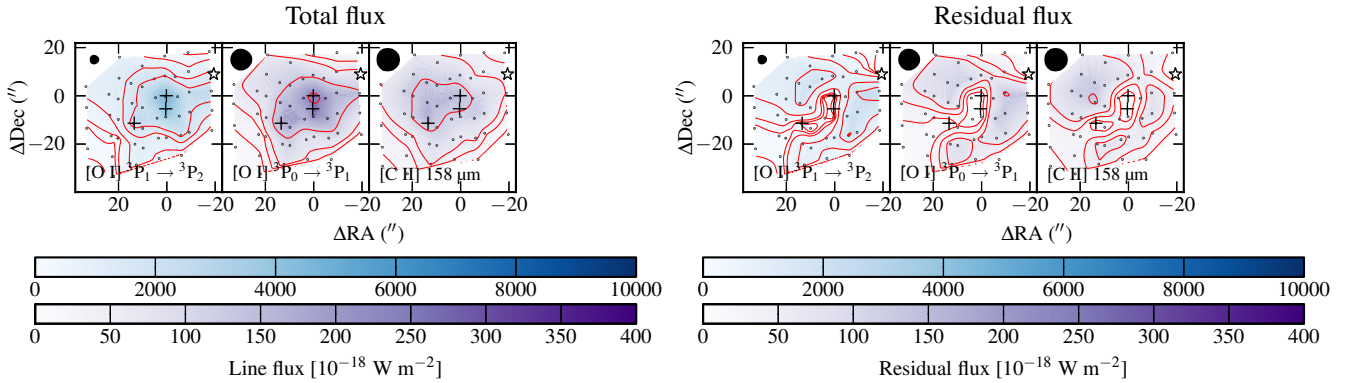 Total flux
20
0
−20
ΔDec (″)
[O I] ³P₁ → ³P₂
[O I] ³P₀ → ³P₁
[C II] 158 μm
20 0 −20 20 0 −20 20 0 −20
ΔRA (″)
0 2000 4000 6000 8000 10000
0 50 100 150 200 250 300 350 400
Line flux [10⁻¹⁸ W m⁻²]
Residual flux
20
0
−20
ΔDec (″)
[O I] ³P₁ → ³P₂
[O I] ³P₀ → ³P₁
[C II] 158 μm
20 0 −20 20 0 −20 20 0 −20
ΔRA (″)
0 2000 4000 6000 8000 10000
0 50 100 150 200 250 300 350 400
Residual flux [10⁻¹⁸ W m⁻²]